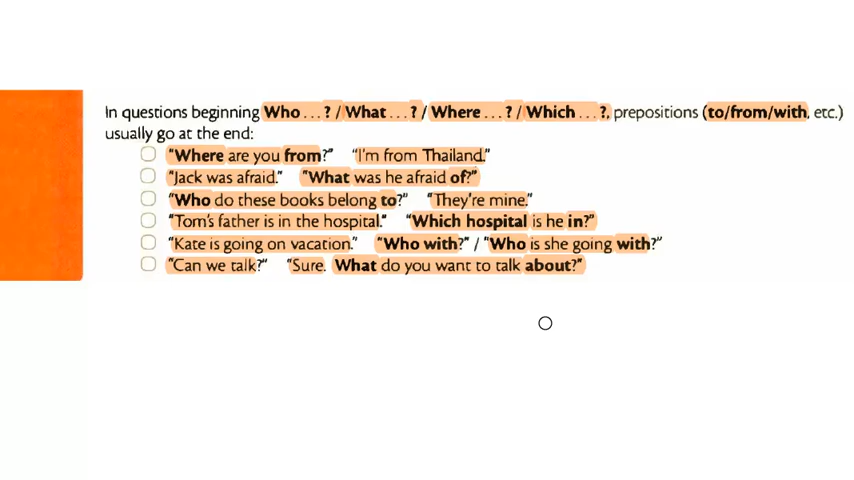 In questions beginning Who...? / What...? / Where...? / Which...?, prepositions (to/from/with, etc.)
usually go at the end:
"Where are you from?" "I'm from Thailand."
"Jack was afraid." "What was he afraid of?"
"Who do these books belong to?" "They're mine."
"Tom's father is in the hospital." "Which hospital is he in?"
"Kate is going on vacation." "Who with?" / "Who is she going with?"
"Can we talk?" "Sure. What do you want to talk about?"